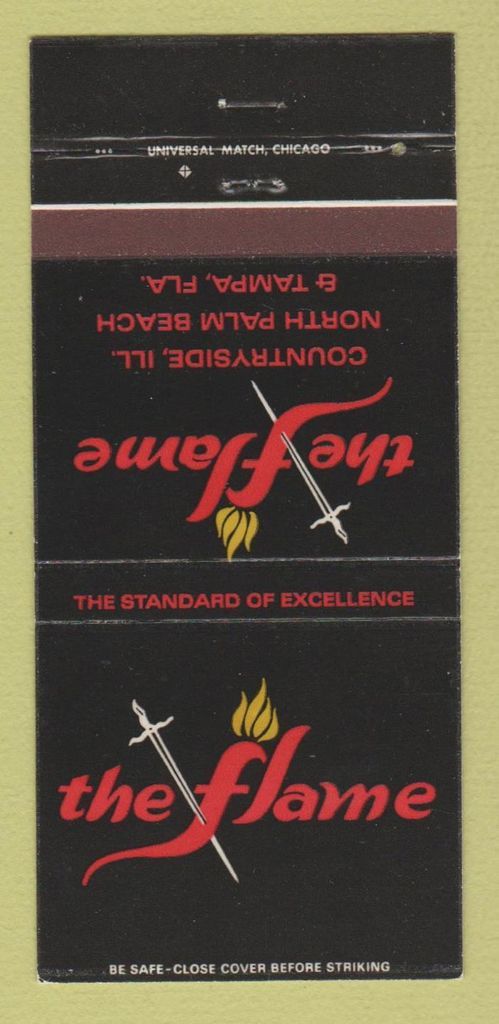 UNIVERSAL MATCH, CHICAGO
the flame
COUNTRYSIDE, ILL.
NORTH PALM BEACH
& TAMPA, FLA.
THE STANDARD OF EXCELLENCE
the flame
BE SAFE-CLOSE COVER BEFORE STRIKING